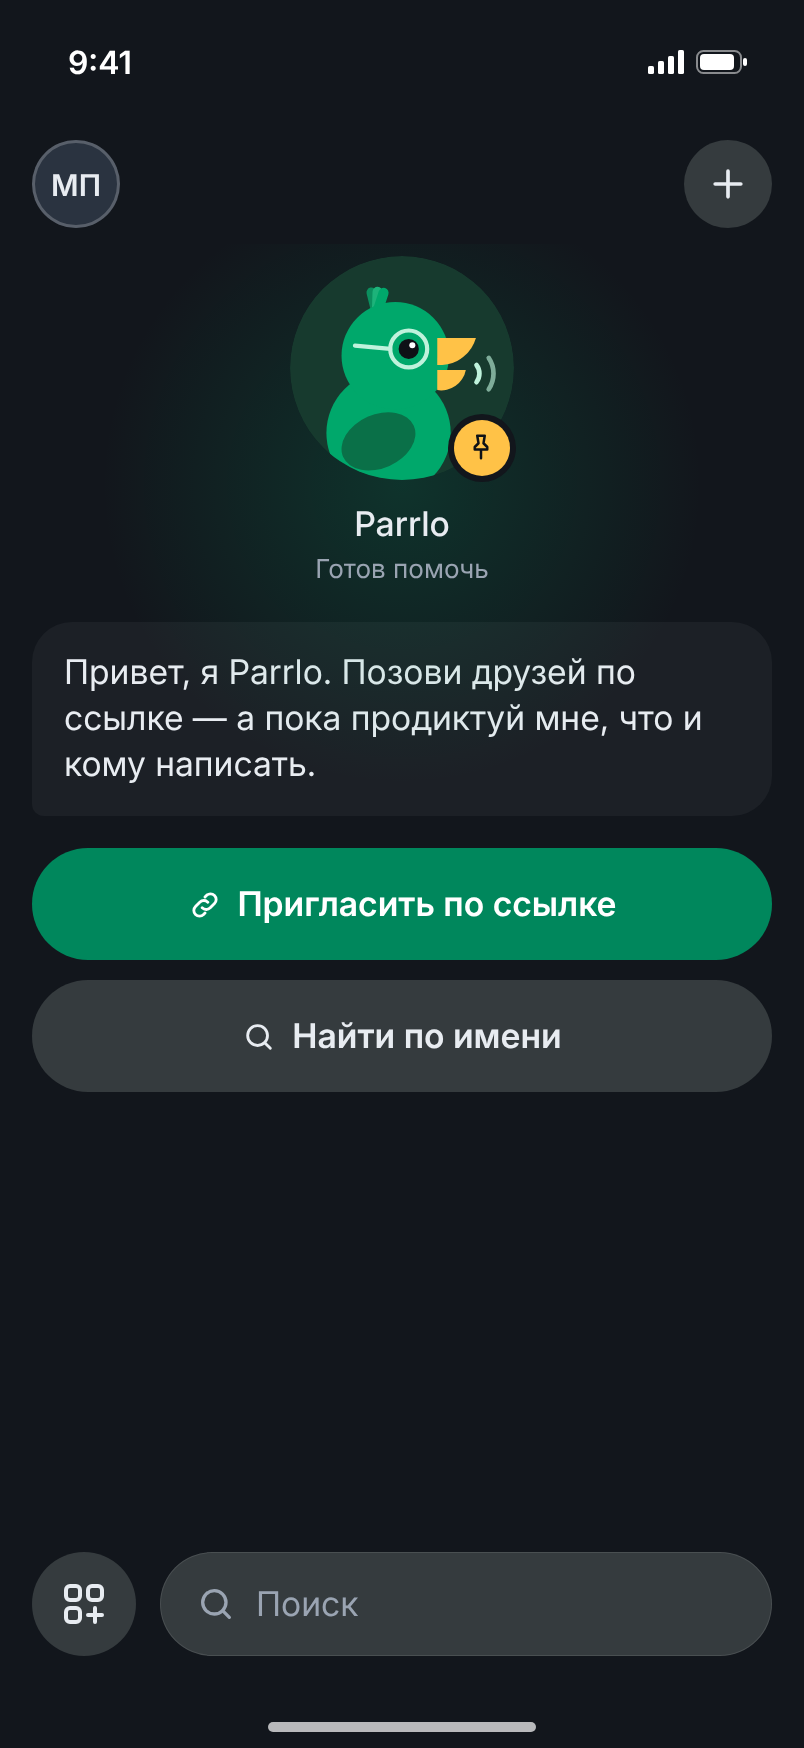 9:41
МП
Parrlo
Готов помочь
Привет, я Parrlo. Позови друзей по
ссылке — а пока продиктуй мне, что и
кому написать.
Пригласить по ссылке
Найти по имени
Поиск